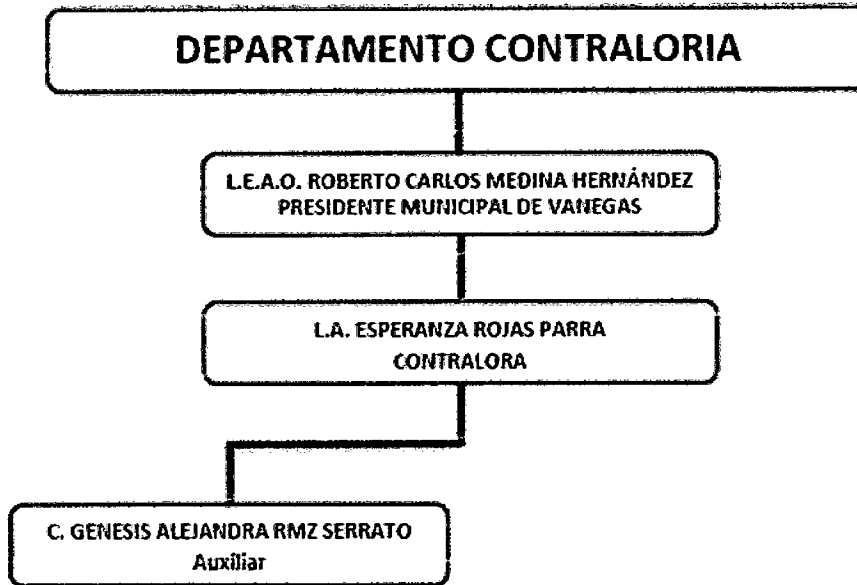 DEPARTAMENTO CONTRALORIA
L.E.A.O. ROBERTO CARLOS MEDINA HERNÁNDEZ
PRESIDENTE MUNICIPAL DE VANEGAS
L.A. ESPERANZA ROJAS PARRA
CONTRALORA
C. GENESIS ALEJANDRA RMZ SERRATO
Auxiliar